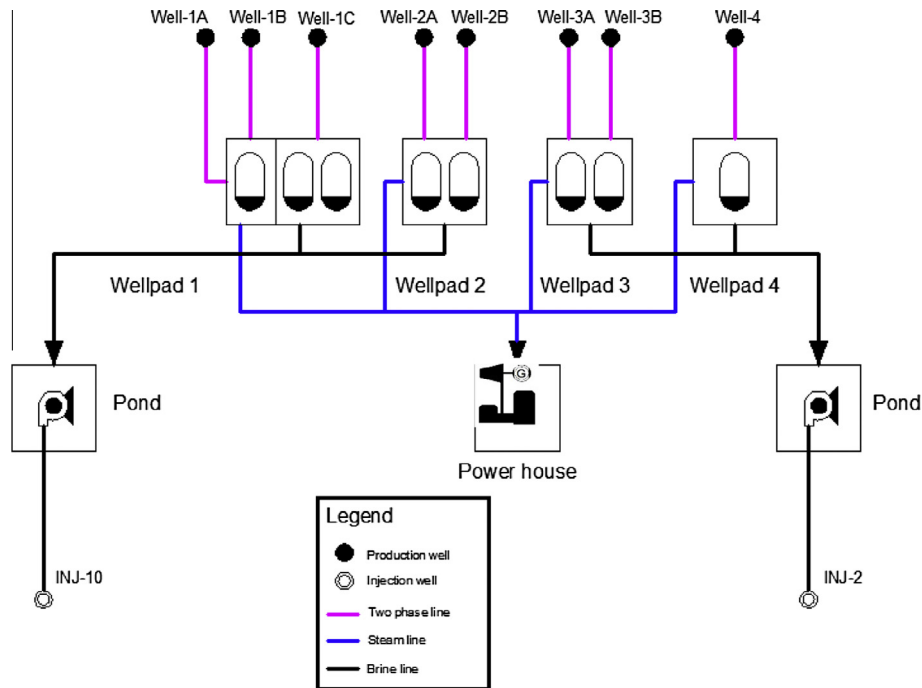 Well-1A
Well-1B
Well-1C
Well-2A
Well-2B
Well-3A
Well-3B
Well-4
Wellpad 1
Wellpad 2
Wellpad 3
Wellpad 4
Pond
G
Pond
Power house
INJ-10
INJ-2
Legend
Production well
Injection well
Two phase line
Steam line
Brine line